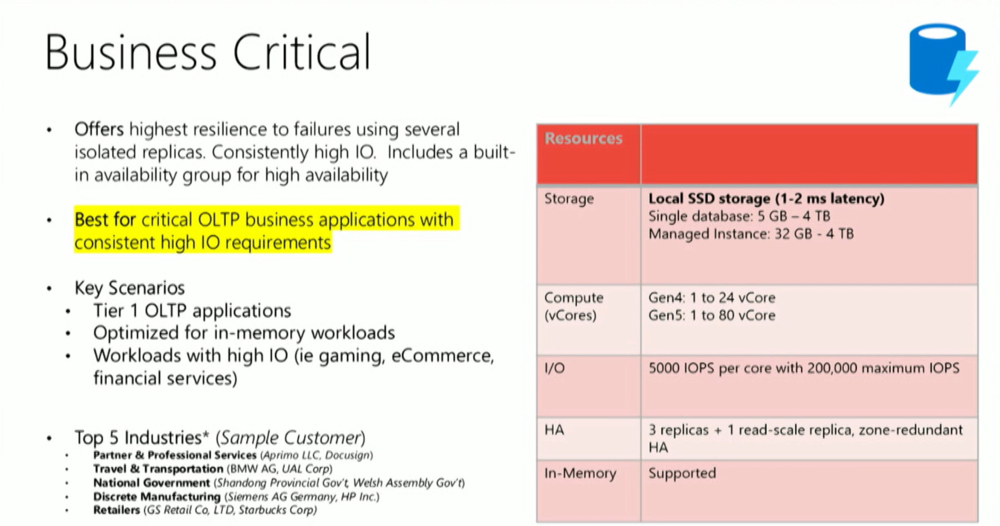 Business Critical
• Offers highest resilience to failures using several
isolated replicas. Consistently high IO. Includes a built-
in availability group for high availability
• Best for critical OLTP business applications with
consistent high IO requirements
• Key Scenarios
• Tier 1 OLTP applications
• Optimized for in-memory workloads
• Workloads with high IO (ie gaming, eCommerce,
financial services)
• Top 5 Industries* (Sample Customer)
• Partner & Professional Services (Aprimo LLC, Docusign)
• Travel & Transportation (BMW AG, UAL Corp)
• National Government (Shandong Provincial Gov't, Welsh Assembly Gov't)
• Discrete Manufacturing (Siemens AG Germany, HP Inc.)
• Retailers (GS Retail Co, LTD, Starbucks Corp)
Resources
Storage
Local SSD storage (1-2 ms latency)
Single database: 5 GB – 4 TB
Managed Instance: 32 GB - 4 TB
Compute
(vCores)
Gen4: 1 to 24 vCore
Gen5: 1 to 80 vCore
I/O
5000 IOPS per core with 200,000 maximum IOPS
HA
3 replicas + 1 read-scale replica, zone-redundant
HA
In-Memory
Supported